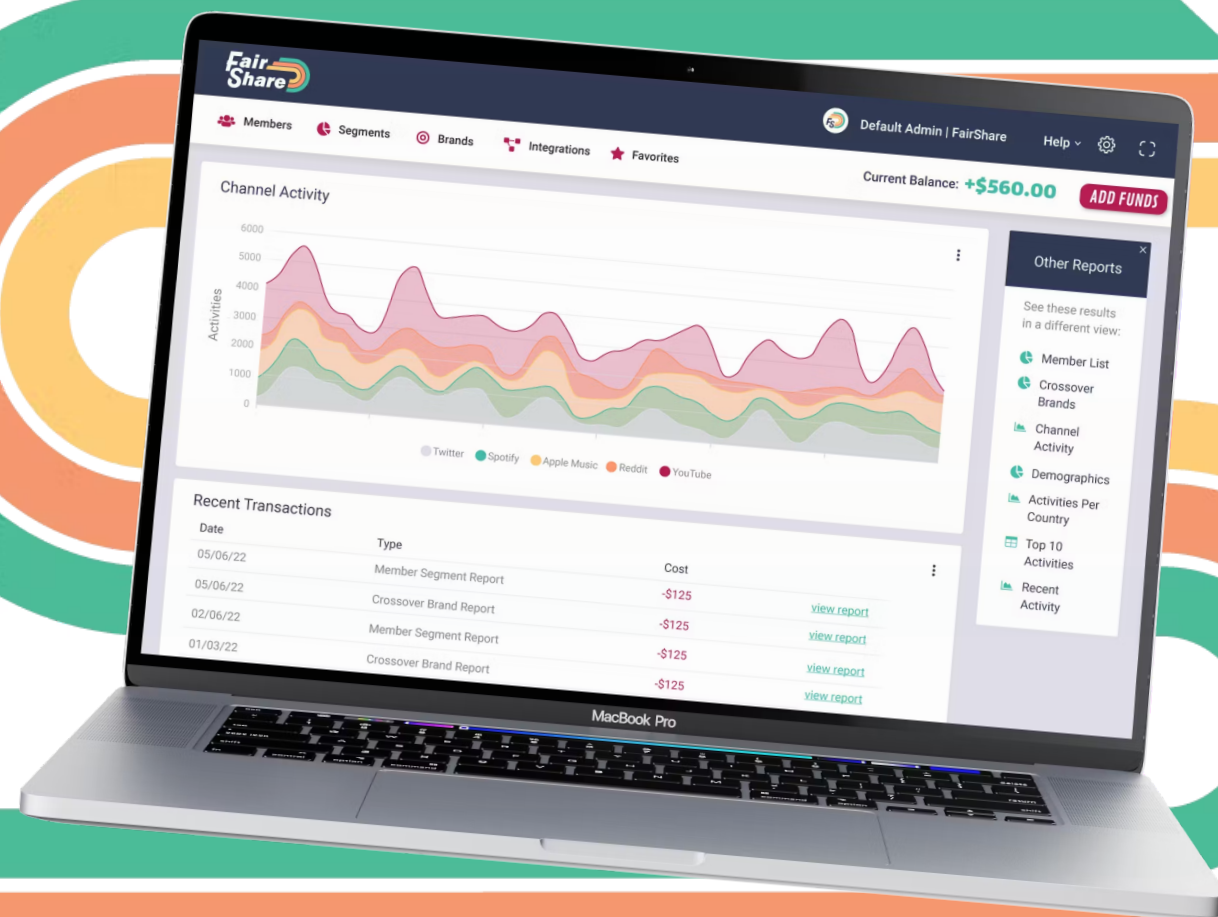 Fair
Share
FS
Default Admin | FairShare
Help
Members
Segments
Brands
Integrations
Favorites
Current Balance: +$560.00
ADD FUNDS
Channel Activity
6000
5000
4000
3000
2000
1000
0
Activities
Twitter
Spotify
Apple Music
Reddit
YouTube
Other Reports
See these results
in a different view:
Member List
Crossover
Brands
Channel
Activity
Demographics
Activities Per
Country
Top 10
Activities
Recent
Activity
Recent Transactions
Date Type Cost
05/06/22 Member Segment Report -$125 view report
05/06/22 Crossover Brand Report -$125 view report
02/06/22 Member Segment Report -$125 view report
01/03/22 Crossover Brand Report -$125 view report
MacBook Pro